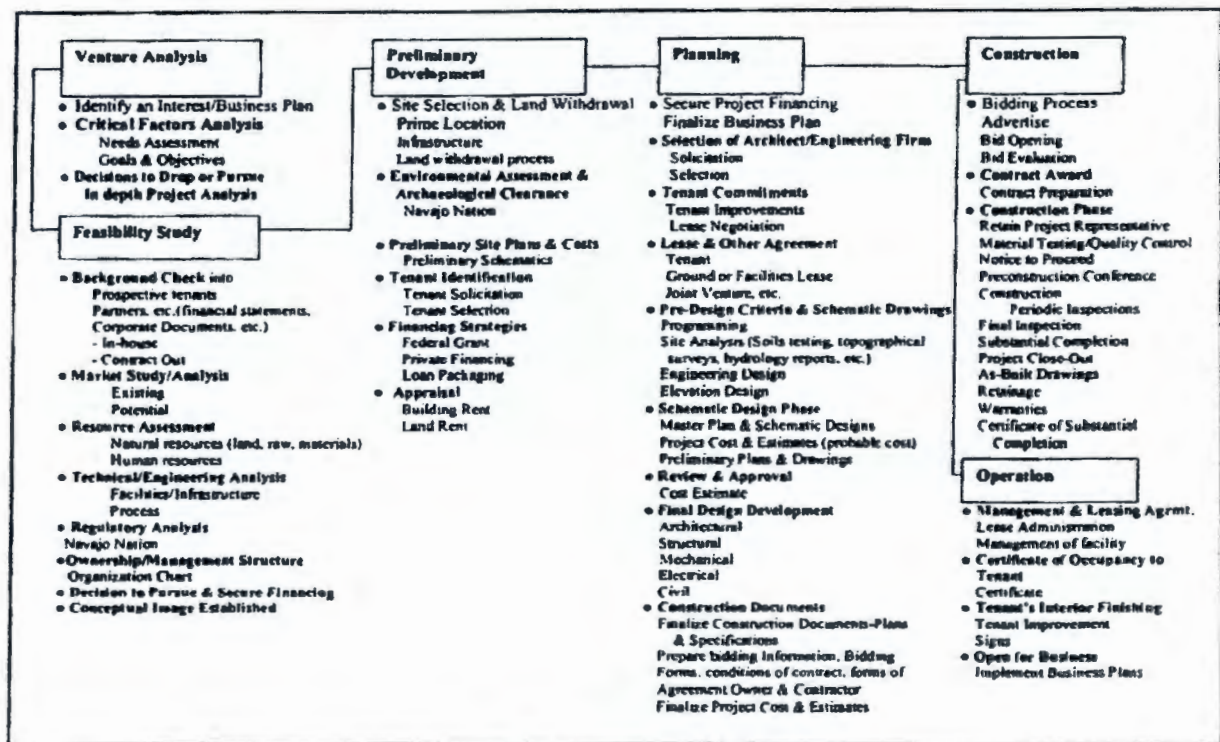 Venture Analysis
• Identify an Interest/Business Plan
• Critical Factors Analysis
Needs Assessment
Goals & Objectives
• Decisions to Drop or Pursue
In depth Project Analysis
Feasibility Study
• Background Check into
Prospective tenants
Partners, etc.(financial statements,
Corporate Documents, etc.)
- In-house
- Contract Out
• Market Study/Analysis
Existing
Potential
• Resource Assessment
Natural resources (land, raw, materials)
Human resources
• Technical/Engineering Analysis
Facilities/Infrastructure
Process
• Regulatory Analysis
Navajo Nation
•Ownership/Management Structure
Organization Chart
• Decision to Pursue & Secure Financing
• Conceptual Image Established
Preliminary
Development
• Site Selection & Land Withdrawal
Prime Location
Infrastructure
Land withdrawal process
• Environmental Assessment &
Archaeological Clearance
Navajo Nation
• Preliminary Site Plans & Costs
Preliminary Schematics
• Tenant Identification
Tenant Solicitation
Tenant Selection
• Financing Strategies
Federal Grant
Private Financing
Loan Packaging
• Appraisal
Building Rent
Land Rent
Planning
• Secure Project Financing
Finalize Business Plan
• Selection of Architect/Engineering Firm
Solicitation
Selection
• Tenant Commitments
Tenant Improvements
Lease Negotiation
• Lease & Other Agreement
Tenant
Ground or Facilities Lease
Joint Venture, etc.
• Pre-Design Criteria & Schematic Drawings
Programming
Site Analysis (Soils testing, topographical
surveys, hydrology reports, etc.)
Engineering Design
Elevation Design
• Schematic Design Phase
Master Plan & Schematic Designs
Project Cost & Estimates (probable cost)
Preliminary Plans & Drawings
• Review & Approval
Cost Estimate
• Final Design Development
Architectural
Structural
Mechanical
Electrical
Civil
• Construction Documents
Finalize Construction Documents-Plans
& Specifications
Prepare bidding Information, Bidding
Forms, conditions of contract, forms of
Agreement Owner & Contractor
Finalize Project Cost & Estimates
Construction
• Bidding Process
Advertise
Bid Opening
Bid Evaluation
• Contract Award
Contract Preparation
• Construction Phase
Retain Project Representative
Material Testing/Quality Control
Notice to Proceed
Preconstruction Conference
Construction
Periodic Inspections
Final Inspection
Substantial Completion
Project Close-Out
As-Built Drawings
Retainage
Warranties
Certificate of Substantial
Completion
Operation
• Management & Leasing Agrmt.
Lease Administration
Management of facility
• Certificate of Occupancy to
Tenant
Certificate
• Tenant's Interior Finishing
Tenant Improvement
Signs
• Open for Business
Implement Business Plans